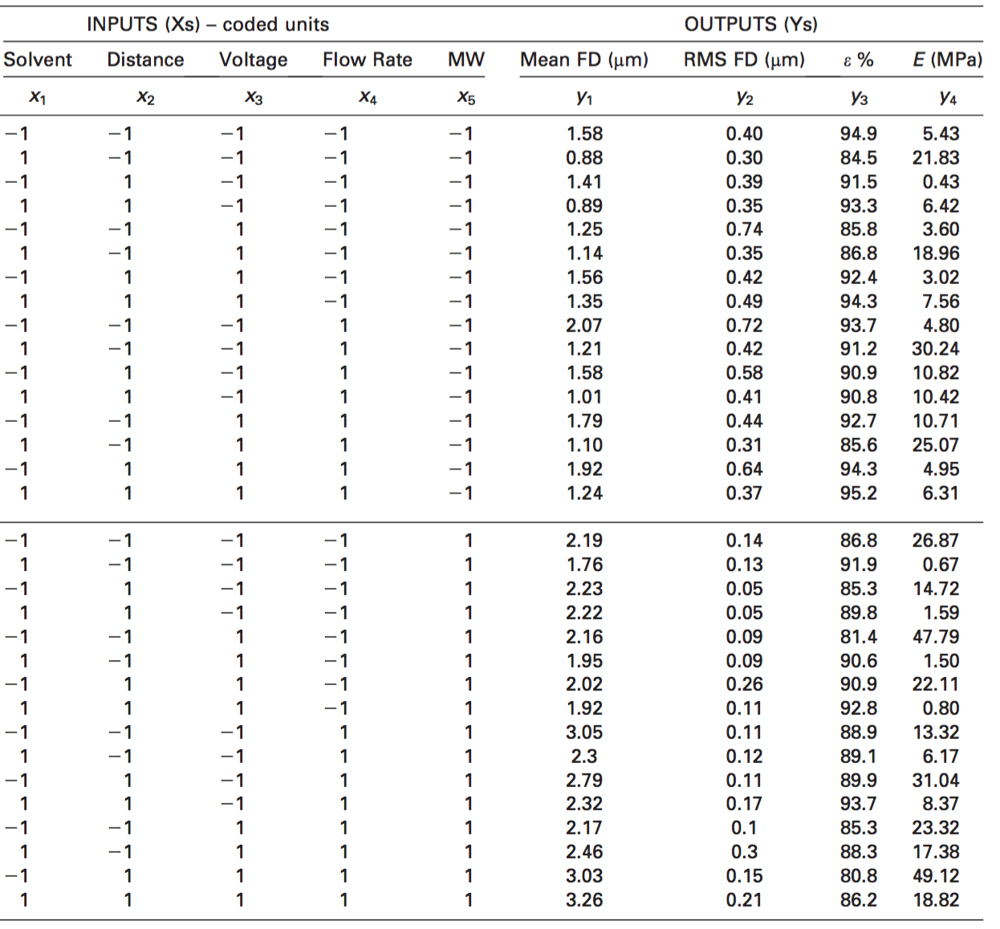 INPUTS (Xs) – coded units OUTPUTS (Ys)
Solvent Distance Voltage Flow Rate MW Mean FD (μm) RMS FD (μm) ε % E (MPa)
x1 x2 x3 x4 x5 y1 y2 y3 y4
−1 −1 −1 −1 −1 1.58 0.40 94.9 5.43
1 −1 −1 −1 −1 0.88 0.30 84.5 21.83
−1 1 −1 −1 −1 1.41 0.39 91.5 0.43
1 1 −1 −1 −1 0.89 0.35 93.3 6.42
−1 −1 1 −1 −1 1.25 0.74 85.8 3.60
1 −1 1 −1 −1 1.14 0.35 86.8 18.96
−1 1 1 −1 −1 1.56 0.42 92.4 3.02
1 1 1 −1 −1 1.35 0.49 94.3 7.56
−1 −1 −1 1 −1 2.07 0.72 93.7 4.80
1 −1 −1 1 −1 1.21 0.42 91.2 30.24
−1 1 −1 1 −1 1.58 0.58 90.9 10.82
1 1 −1 1 −1 1.01 0.41 90.8 10.42
−1 −1 1 1 −1 1.79 0.44 92.7 10.71
1 −1 1 1 −1 1.10 0.31 85.6 25.07
−1 1 1 1 −1 1.92 0.64 94.3 4.95
1 1 1 1 −1 1.24 0.37 95.2 6.31
−1 −1 −1 −1 1 2.19 0.14 86.8 26.87
1 −1 −1 −1 1 1.76 0.13 91.9 0.67
−1 1 −1 −1 1 2.23 0.05 85.3 14.72
1 1 −1 −1 1 2.22 0.05 89.8 1.59
−1 −1 1 −1 1 2.16 0.09 81.4 47.79
1 −1 1 −1 1 1.95 0.09 90.6 1.50
−1 1 1 −1 1 2.02 0.26 90.9 22.11
1 1 1 −1 1 1.92 0.11 92.8 0.80
−1 −1 −1 1 1 3.05 0.11 88.9 13.32
1 −1 −1 1 1 2.3 0.12 89.1 6.17
−1 1 −1 1 1 2.79 0.11 89.9 31.04
1 1 −1 1 1 2.32 0.17 93.7 8.37
−1 −1 1 1 1 2.17 0.1 85.3 23.32
1 −1 1 1 1 2.46 0.3 88.3 17.38
−1 1 1 1 1 3.03 0.15 80.8 49.12
1 1 1 1 1 3.26 0.21 86.2 18.82